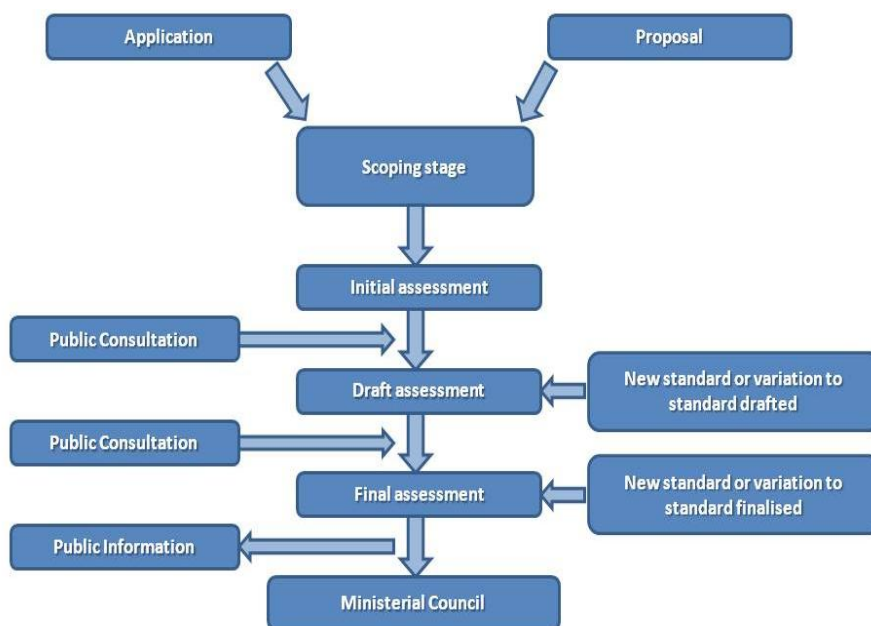 Application
Proposal
Scoping stage
Initial assessment
Public Consultation
Draft assessment
New standard or variation to
standard drafted
Public Consultation
Final assessment
New standard or variation to
standard finalised
Public Information
Ministerial Council